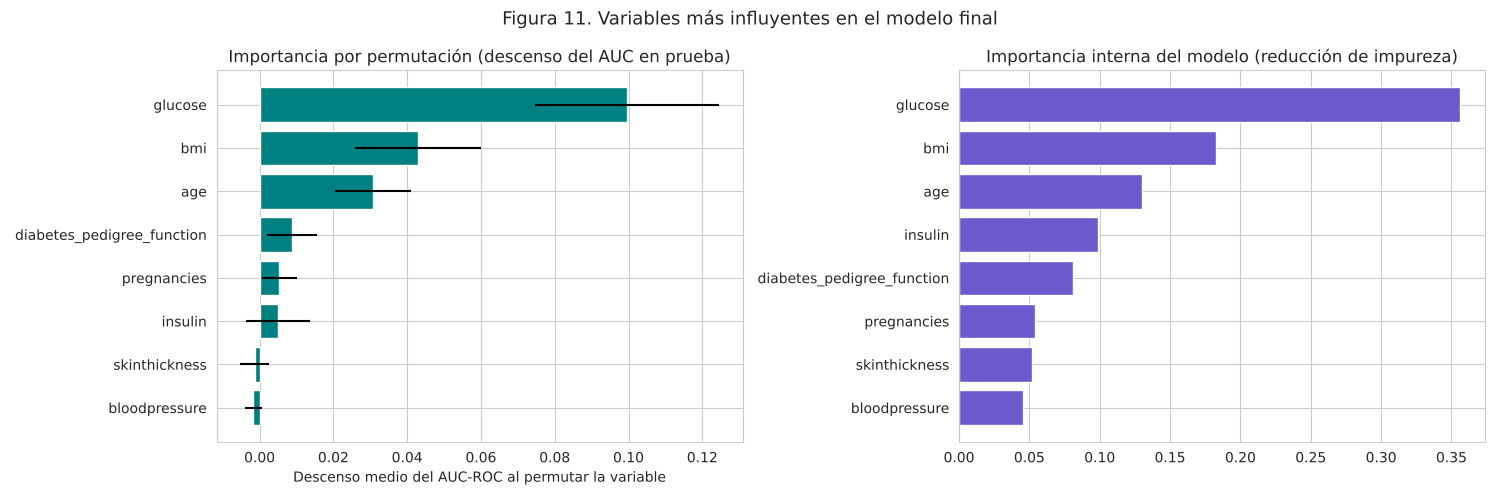 Figura 11. Variables más influyentes en el modelo final
Importancia por permutación (descenso del AUC en prueba)
glucose
bmi
age
diabetes_pedigree_function
pregnancies
insulin
skinthickness
bloodpressure
0.00 0.02 0.04 0.06 0.08 0.10 0.12
Descenso medio del AUC-ROC al permutar la variable
Importancia interna del modelo (reducción de impureza)
glucose
bmi
age
insulin
diabetes_pedigree_function
pregnancies
skinthickness
bloodpressure
0.00 0.05 0.10 0.15 0.20 0.25 0.30 0.35